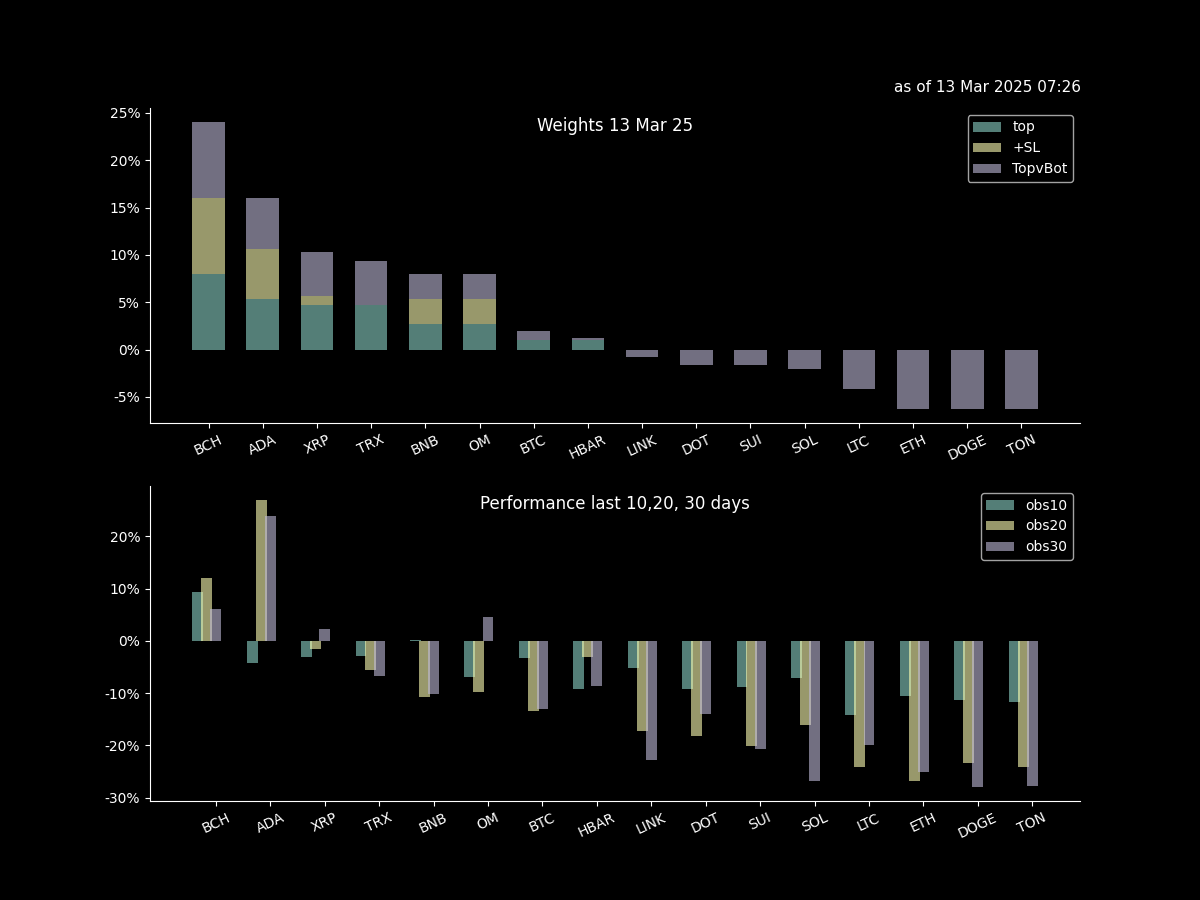 as of 13 Mar 2025 07:26
Weights 13 Mar 25
top
+SL
TopvBot
25%
20%
15%
10%
5%
0%
-5%
BCH ADA XRP TRX BNB OM BTC HBAR LINK DOT SUI SOL LTC ETH DOGE TON
Performance last 10,20, 30 days
obs10
obs20
obs30
20%
10%
0%
-10%
-20%
-30%
BCH ADA XRP TRX BNB OM BTC HBAR LINK DOT SUI SOL LTC ETH DOGE TON